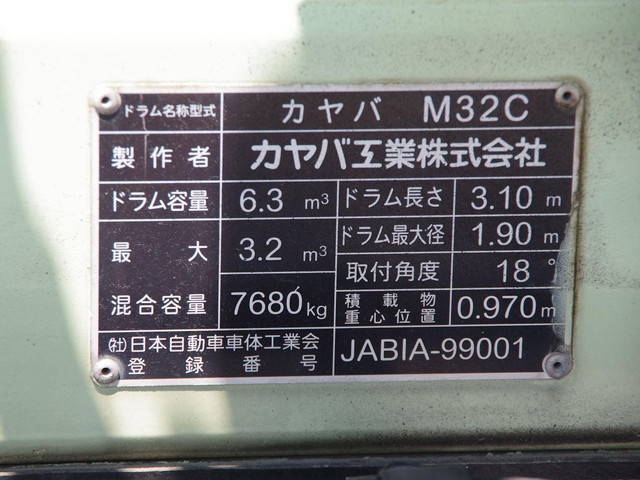 ドラム名称型式 カヤバ M32C
製作者 カヤバ工業株式会社
ドラム容量 6.3 m3 ドラム長さ 3.10 m
最大 3.2 m3 ドラム最大径 1.90 m
取付角度 18°
混合容量 7680kg 積載物重心位置 0.970m
㈳日本自動車車体工業会
登録番号 JABIA-99001